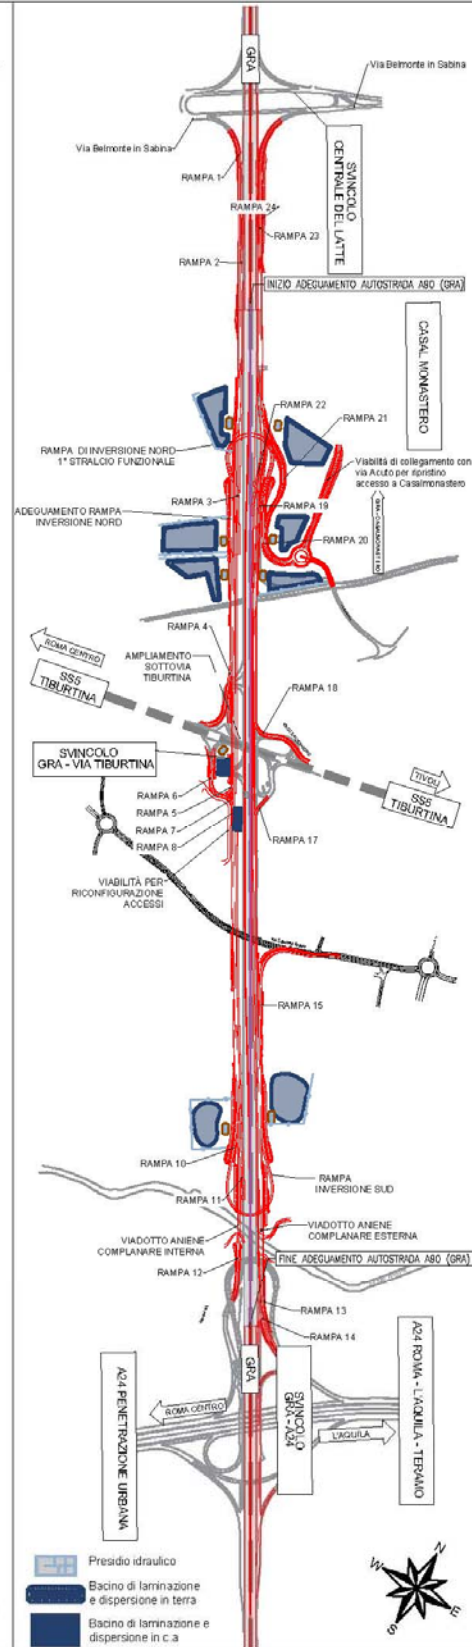 GRA
Via Belmonte in Sabina
Via Belmonte in Sabina
SVINCOLO
CENTRALE DEL LATTE
RAMPA 1
RAMPA 24
RAMPA 23
RAMPA 2
INIZIO ADEGUAMENTO AUTOSTRADA A90 (GRA)
CASAL MONASTERO
RAMPA 22
RAMPA 21
RAMPA DI INVERSIONE NORD
1° STRALCIO FUNZIONALE
Viabilità di collegamento con
via Acuto per ripristino
accesso a Casalmonastero
RAMPA 3
RAMPA 19
ADEGUAMENTO RAMPA
INVERSIONE NORD
GRA-CASALMONASTERO
RAMPA 20
RAMPA 4
ROMA CENTRO
AMPLIAMENTO
SOTTOVIA
TIBURTINA
SS5
TIBURTINA
RAMPA 18
SVINCOLO
GRA - VIA TIBURTINA
TIVOLI
SS5
TIBURTINA
RAMPA 6
RAMPA 5
RAMPA 7
RAMPA 8
RAMPA 17
VIABILITÀ PER
RICONFIGURAZIONE
ACCESSI
RAMPA 15
RAMPA 10
RAMPA
INVERSIONE SUD
RAMPA 11
VIADOTTO ANIENE
COMPLANARE INTERNA
VIADOTTO ANIENE
COMPLANARE ESTERNA
FINE ADEGUAMENTO AUTOSTRADA A90 (GRA)
RAMPA 12
RAMPA 13
RAMPA 14
GRA
SVINCOLO
GRA - A24
A24 ROMA - L'AQUILA - TERAMO
A24 PENETRAZIONE URBANA
ROMA CENTRO
L'AQUILA
Presidio idraulico
Bacino di laminazione
e dispersione in terra
Bacino di laminazione e
dispersione in c.a
N
W
E
S